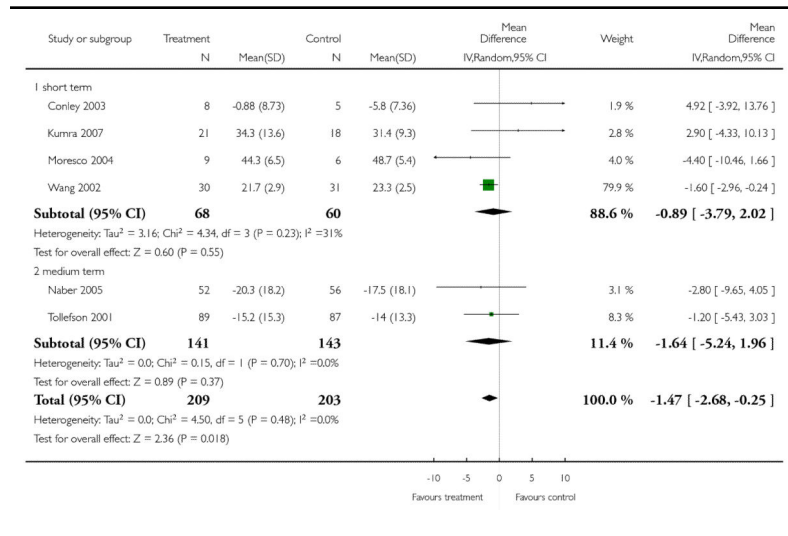 Study or subgroup Treatment Control Mean Difference Weight Mean Difference
N Mean(SD) N Mean(SD) IV,Random,95% CI IV,Random,95% CI
1 short term
Conley 2003 8 -0.88 (8.73) 5 -5.8 (7.36) 1.9 % 4.92 [ -3.92, 13.76 ]
Kumra 2007 21 34.3 (13.6) 18 31.4 (9.3) 2.8 % 2.90 [ -4.33, 10.13 ]
Moresco 2004 9 44.3 (6.5) 6 48.7 (5.4) 4.0 % -4.40 [ -10.46, 1.66 ]
Wang 2002 30 21.7 (2.9) 31 23.3 (2.5) 79.9 % -1.60 [ -2.96, -0.24 ]
Subtotal (95% CI) 68 60 88.6 % -0.89 [ -3.79, 2.02 ]
Heterogeneity: Tau² = 3.16; Chi² = 4.34, df = 3 (P = 0.23); I² =31%
Test for overall effect: Z = 0.60 (P = 0.55)
2 medium term
Naber 2005 52 -20.3 (18.2) 56 -17.5 (18.1) 3.1 % -2.80 [ -9.65, 4.05 ]
Tollefson 2001 89 -15.2 (15.3) 87 -14 (13.3) 8.3 % -1.20 [ -5.43, 3.03 ]
Subtotal (95% CI) 141 143 11.4 % -1.64 [ -5.24, 1.96 ]
Heterogeneity: Tau² = 0.0; Chi² = 0.15, df = 1 (P = 0.70); I² =0.0%
Test for overall effect: Z = 0.89 (P = 0.37)
Total (95% CI) 209 203 100.0 % -1.47 [ -2.68, -0.25 ]
Heterogeneity: Tau² = 0.0; Chi² = 4.50, df = 5 (P = 0.48); I² =0.0%
Test for overall effect: Z = 2.36 (P = 0.018)
-10 -5 0 5 10
Favours treatment Favours control